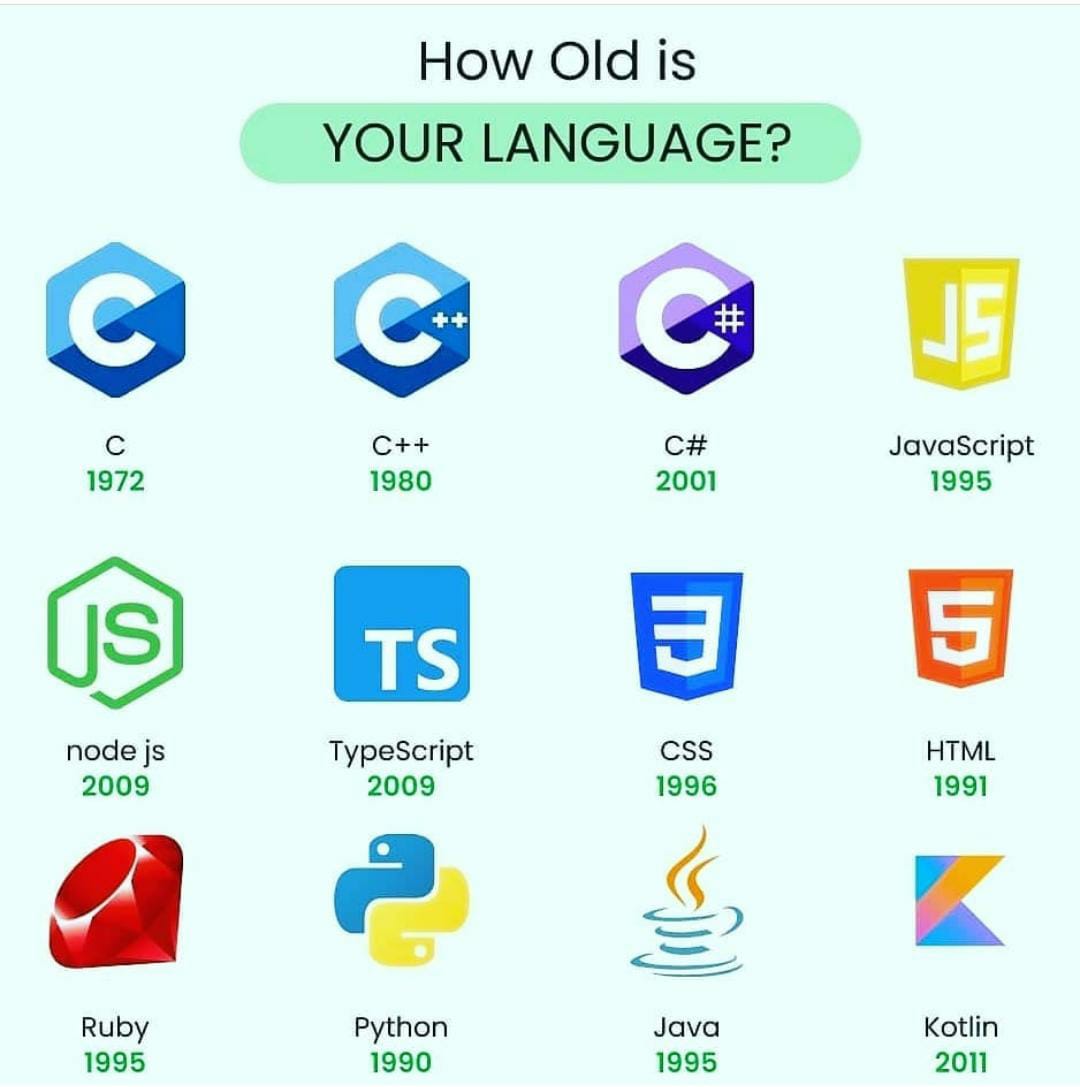 How Old is
YOUR LANGUAGE?
C
C++
C#
JS
C
C++
C#
JavaScript
1972
1980
2001
1995
JS
TS
3
5
node js
TypeScript
CSS
HTML
2009
2009
1996
1991
Ruby
Python
Java
Kotlin
1995
1990
1995
2011